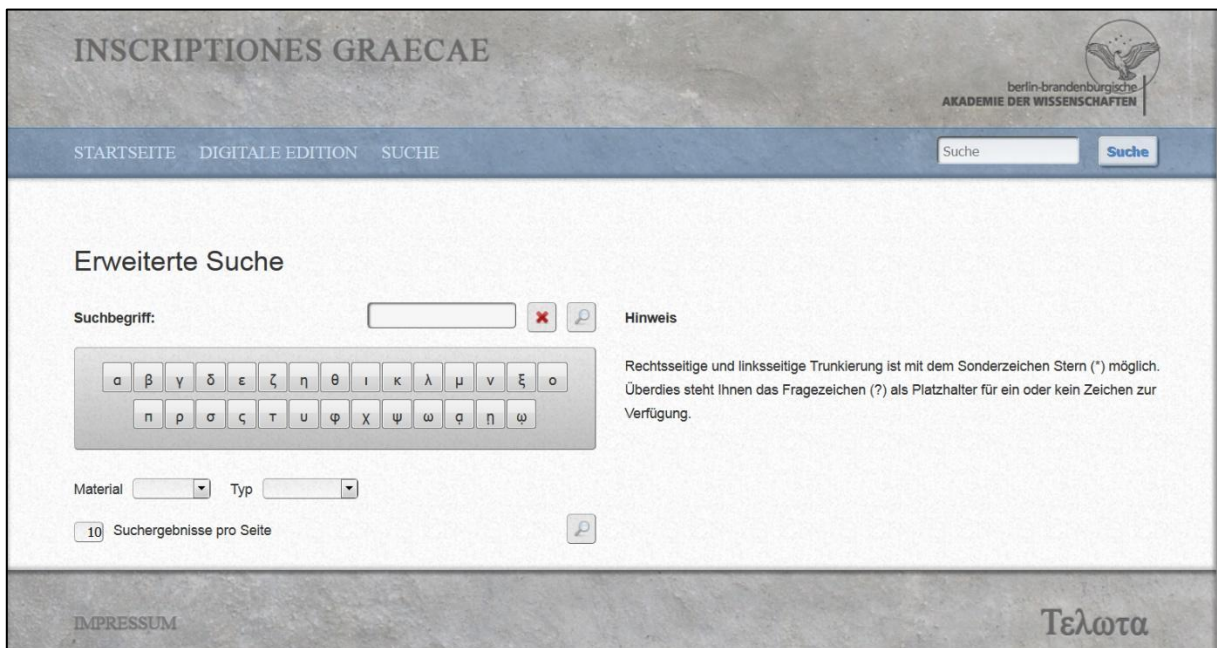 INSCRIPTIONES GRAECAE
berlin-brandenburgische
AKADEMIE DER WISSENSCHAFTEN
STARTSEITE DIGITALE EDITION SUCHE Suche Suche
Erweiterte Suche
Suchbegriff:
α β γ δ ε ζ η θ ι κ λ μ ν ξ ο
π ρ σ ς τ υ φ χ ψ ω ᾳ ῃ ῳ
Material Typ
10 Suchergebnisse pro Seite
Hinweis
Rechtsseitige und linksseitige Trunkierung ist mit dem Sonderzeichen Stern (*) möglich.
Überdies steht Ihnen das Fragezeichen (?) als Platzhalter für ein oder kein Zeichen zur
Verfügung.
IMPRESSUM
Τελωτα